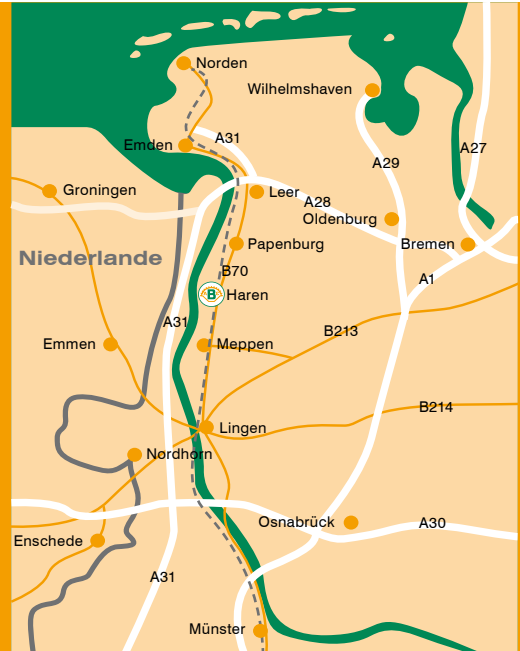 Norden
Wilhelmshaven
Emden
A31
A27
A29
Groningen
Leer
A28
Oldenburg
Niederlande
Papenburg
Bremen
B70
A1
B
Haren
A31
B213
Emmen
Meppen
B214
Lingen
Nordhorn
Osnabrück
A30
Enschede
A31
Münster